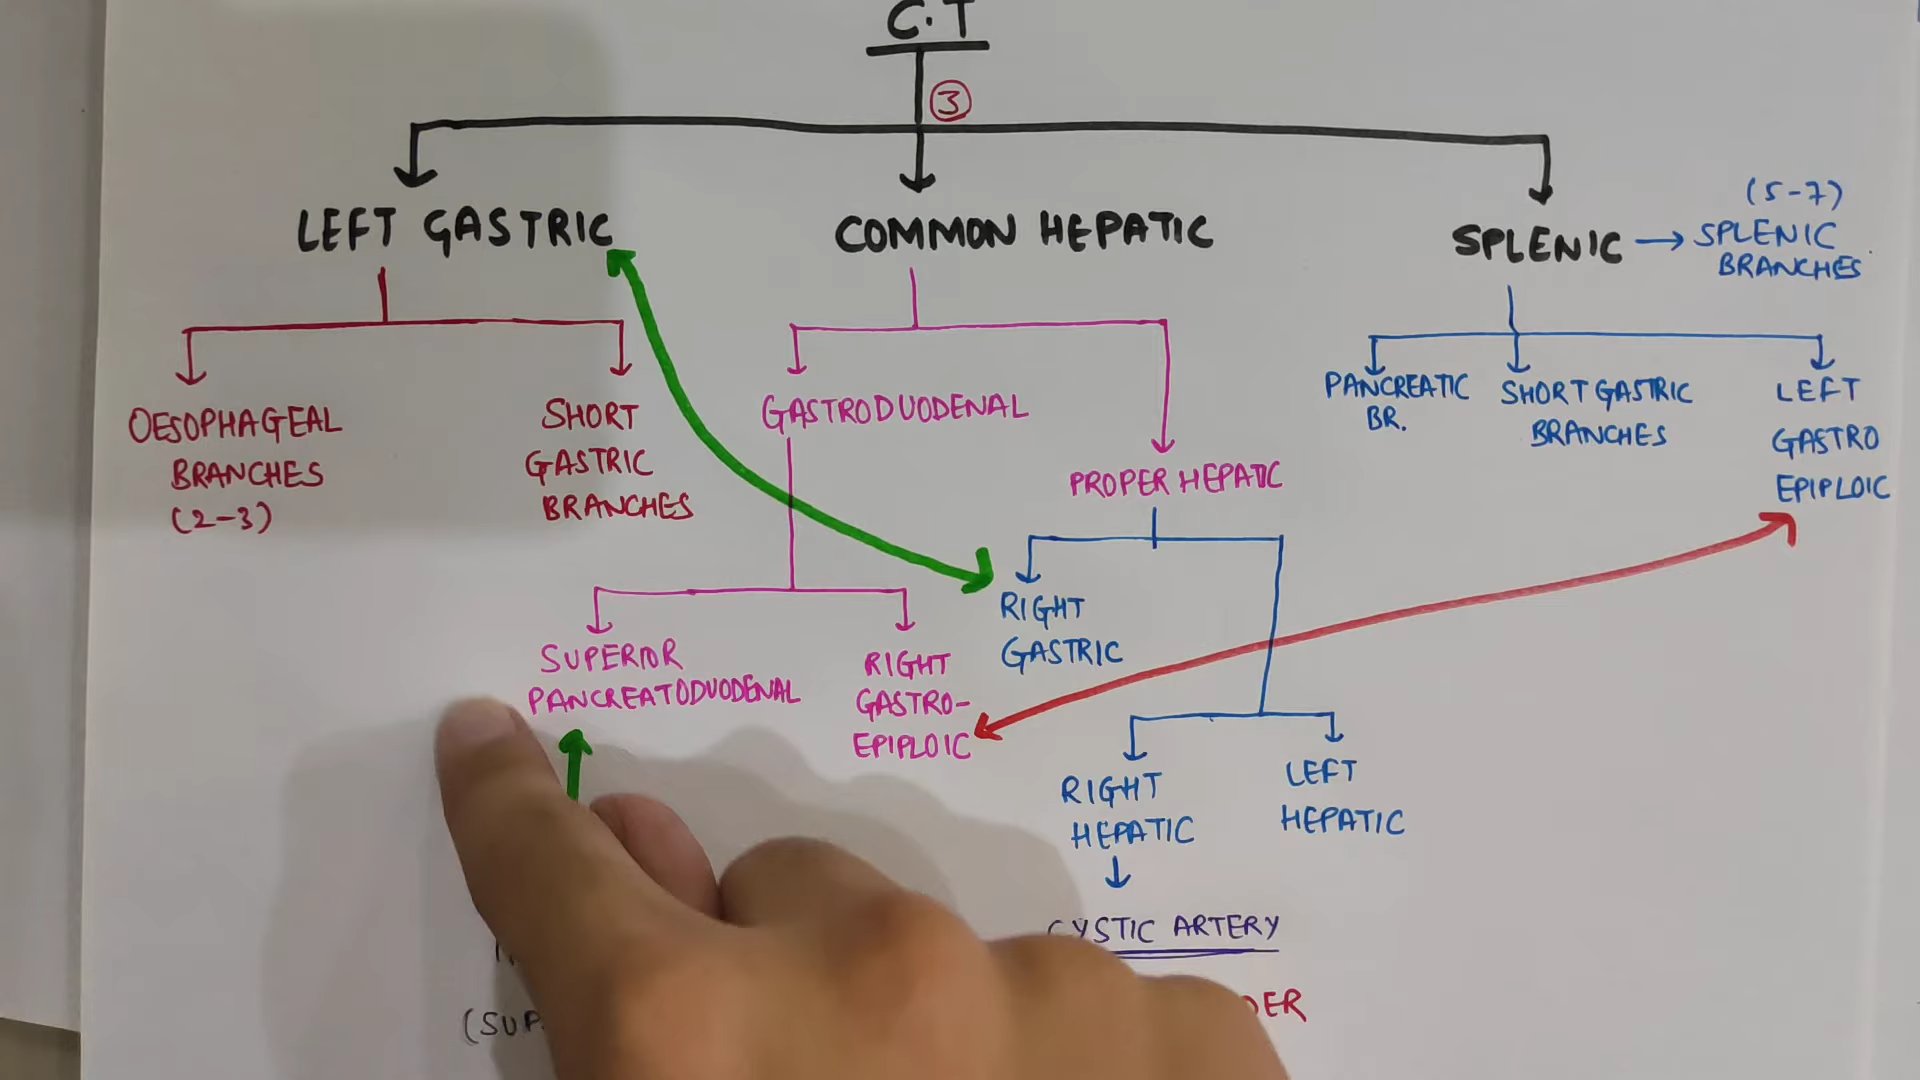 C.T
3
LEFT GASTRIC
COMMON HEPATIC
SPLENIC →
(5-7)
SPLENIC
BRANCHES
OESOPHAGEAL
BRANCHES
(2-3)
SHORT
GASTRIC
BRANCHES
GASTRODUODENAL
PROPER HEPATIC
PANCREATIC
BR.
SHORT GASTRIC
BRANCHES
LEFT
GASTRO
EPIPLOIC
SUPERIOR
PANCREATODUODENAL
RIGHT
GASTRO-
EPIPLOIC
RIGHT
GASTRIC
RIGHT
HEPATIC
LEFT
HEPATIC
CYSTIC ARTERY
(SUP.